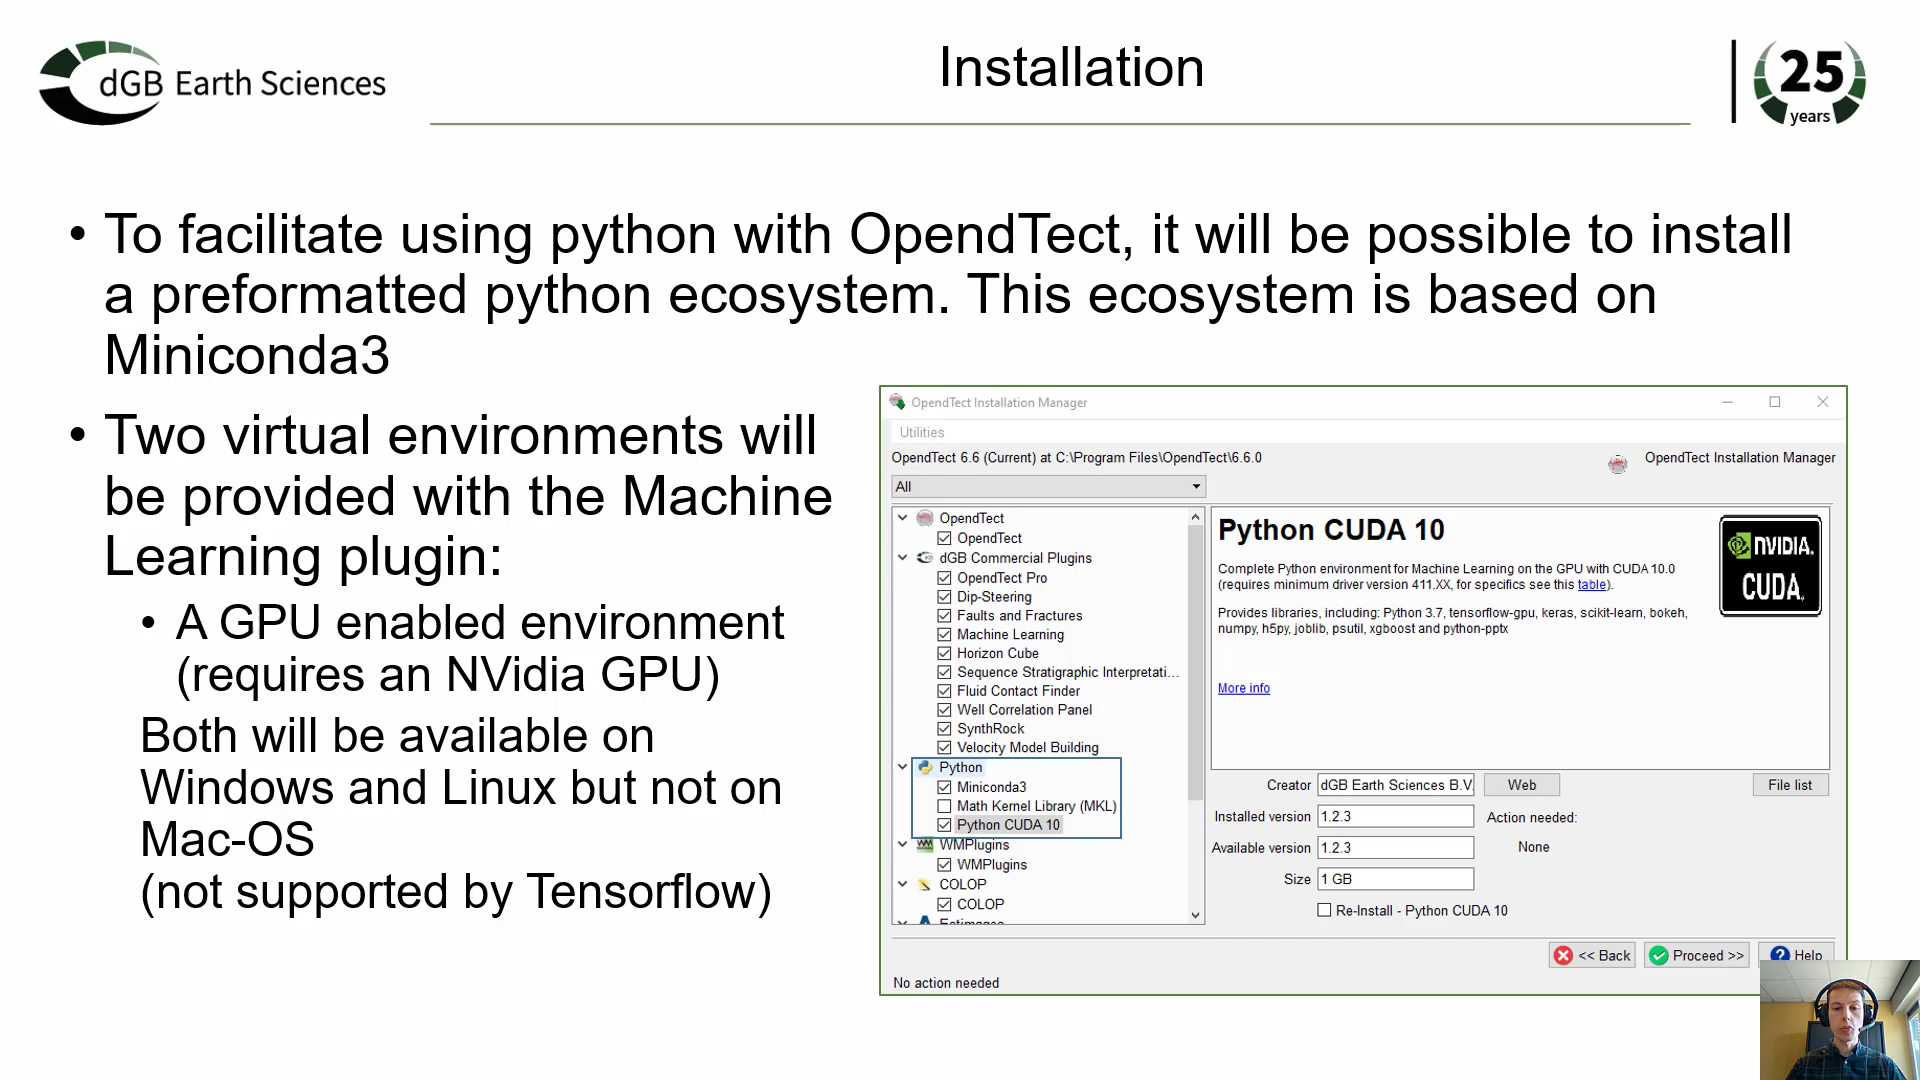 dGB Earth Sciences
Installation
25
years
• To facilitate using python with OpendTect, it will be possible to install
a preformatted python ecosystem. This ecosystem is based on
Miniconda3
• Two virtual environments will
be provided with the Machine
Learning plugin:
• A GPU enabled environment
(requires an NVidia GPU)
Both will be available on
Windows and Linux but not on
Mac-OS
(not supported by Tensorflow)
OpendTect Installation Manager
Utilities
OpendTect 6.6 (Current) at C:\Program Files\OpendTect\6.6.0
OpendTect Installation Manager
All
OpendTect
OpendTect
dGB Commercial Plugins
OpendTect Pro
Dip-Steering
Faults and Fractures
Machine Learning
Horizon Cube
Sequence Stratigraphic Interpretati...
Fluid Contact Finder
Well Correlation Panel
SynthRock
Velocity Model Building
Python
Miniconda3
Math Kernel Library (MKL)
Python CUDA 10
WMPlugins
WMPlugins
COLOP
COLOP
Python CUDA 10
Complete Python environment for Machine Learning on the GPU with CUDA 10.0
(requires minimum driver version 411.XX, for specifics see this table).
Provides libraries, including: Python 3.7, tensorflow-gpu, keras, scikit-learn, bokeh,
numpy, h5py, joblib, psutil, xgboost and python-pptx
More info
NVIDIA.
CUDA.
Creator dGB Earth Sciences B.V. Web File list
Installed version 1.2.3 Action needed:
Available version 1.2.3 None
Size 1 GB
Re-Install - Python CUDA 10
<< Back Proceed >> Help
No action needed